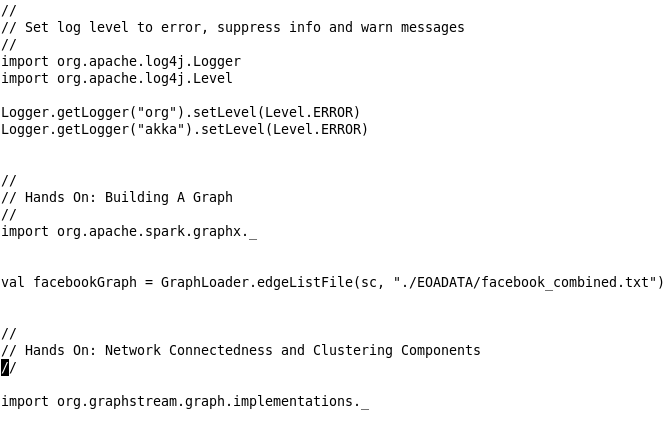 //
// Set log level to error, suppress info and warn messages
//
import org.apache.log4j.Logger
import org.apache.log4j.Level
Logger.getLogger("org").setLevel(Level.ERROR)
Logger.getLogger("akka").setLevel(Level.ERROR)
//
// Hands On: Building A Graph
//
import org.apache.spark.graphx._
val facebookGraph = GraphLoader.edgeListFile(sc, "./EOADATA/facebook_combined.txt")
//
// Hands On: Network Connectedness and Clustering Components
//
import org.graphstream.graph.implementations._